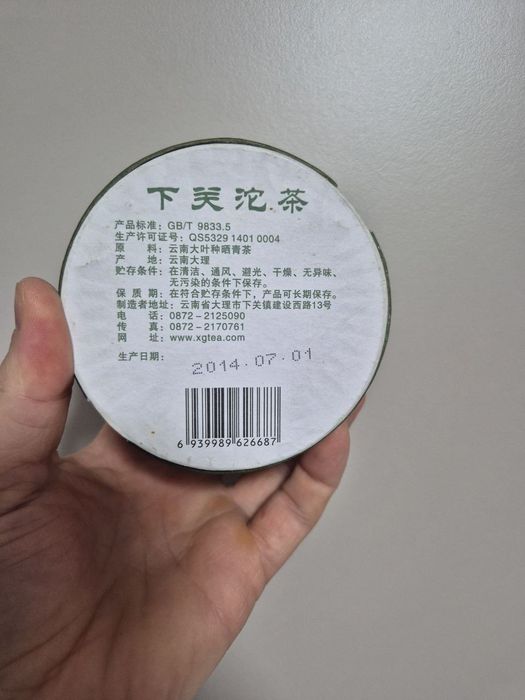 下关沱茶
产品标准：GB/T 9833.5
生产许可证号：QS5329 1401 0004
原　　料：云南大叶种晒青茶
产　　地：云南大理
贮存条件：在清洁、通风、避光、干燥、无异味、
无污染的条件下保存。
保 质 期：在符合贮存条件下，产品可长期保存。
制造者地址：云南省大理市下关镇建设西路13号
电　　话：0872－2125090
传　　真：0872－2170761
网　　址：www.xgtea.com
生产日期：
2014.07.01
6 939989 626687